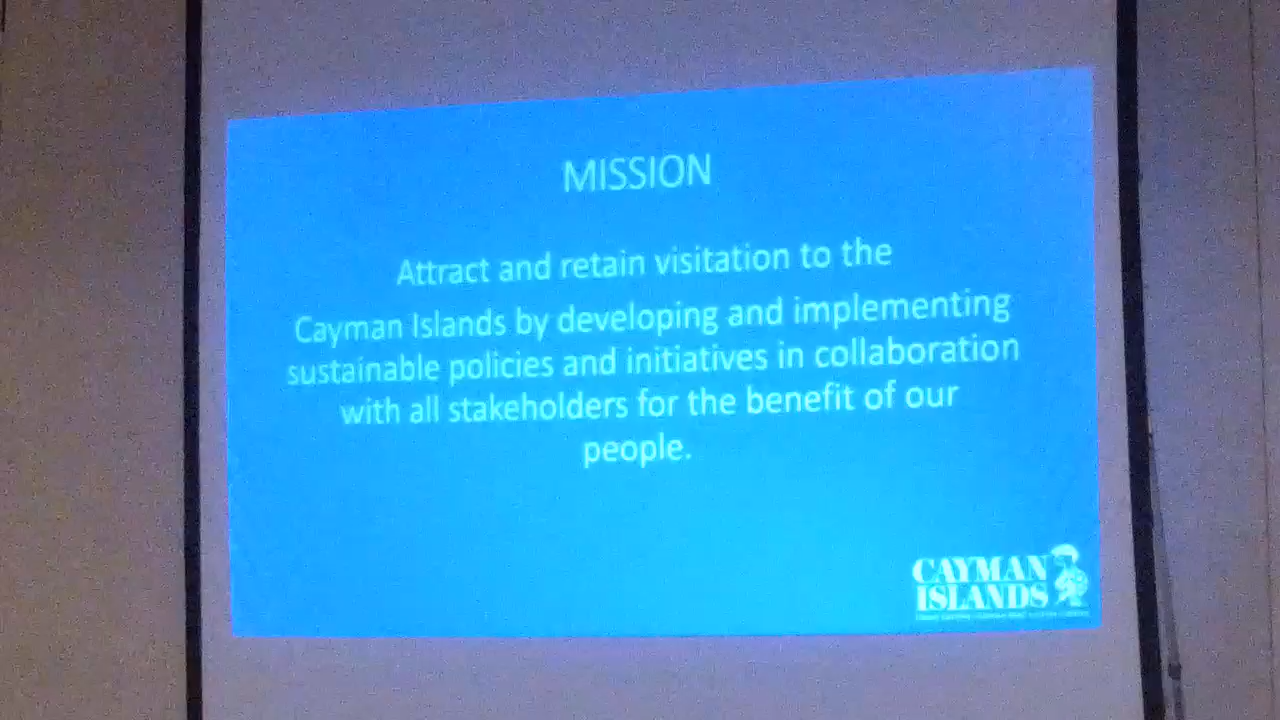 MISSION
Attract and retain visitation to the
Cayman Islands by developing and implementing
sustainable policies and initiatives in collaboration
with all stakeholders for the benefit of our
people.
CAYMAN
ISLANDS